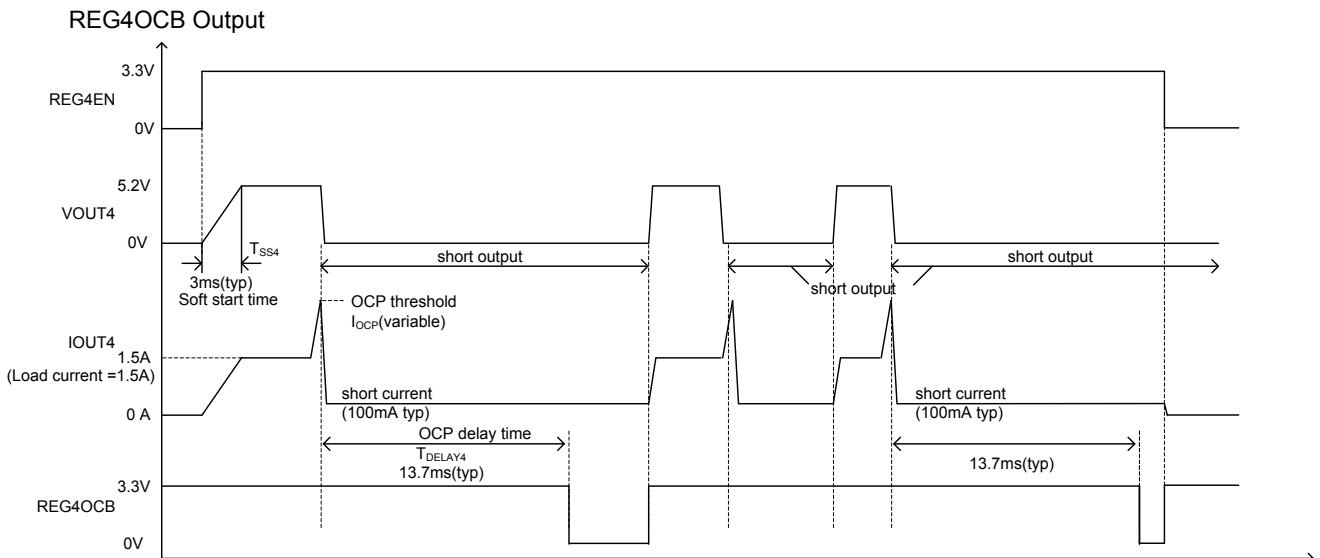 REG4OCB Output
3.3V
REG4EN
0V
5.2V
VOUT4
0V
TSS4
3ms(typ)
Soft start time
short output
short output
short output
OCP threshold
IOCP(variable)
IOUT4
1.5A
(Load current =1.5A)
0 A
short current
(100mA typ)
short current
(100mA typ)
OCP delay time
TDELAY4
13.7ms(typ)
13.7ms(typ)
3.3V
REG4OCB
0V